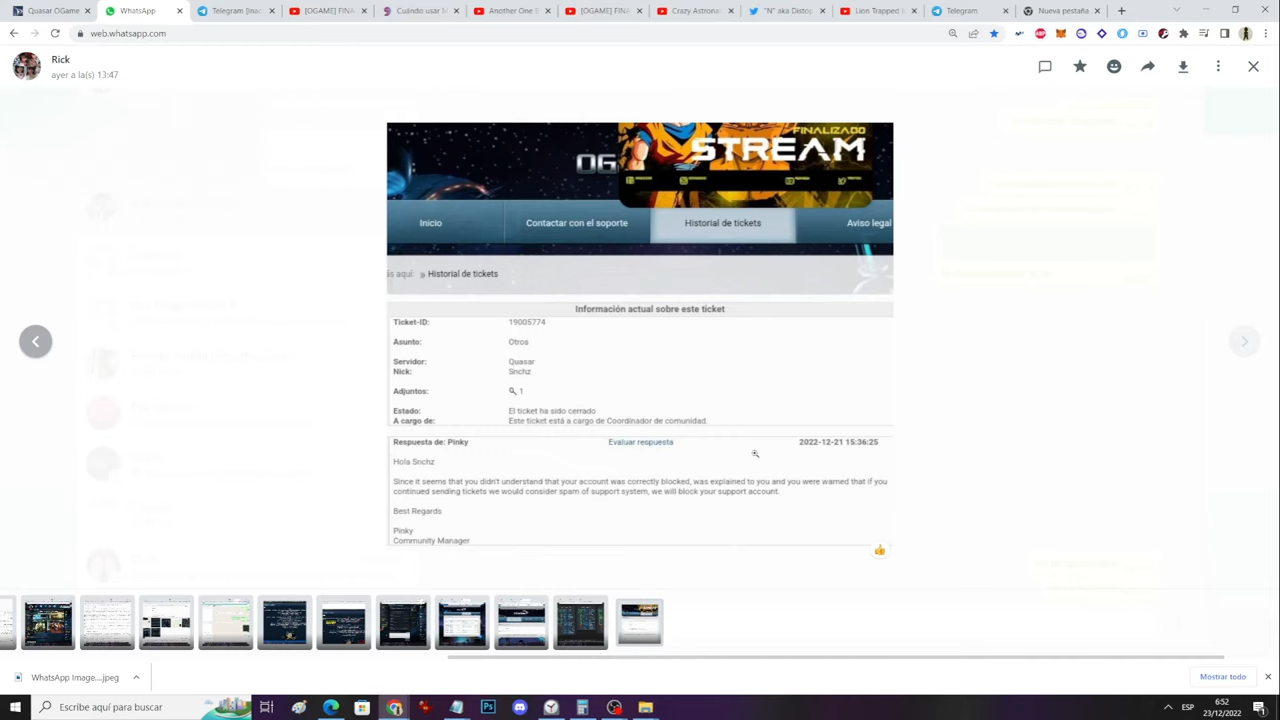 Quasar OGame
WhatsApp
Telegram (inac
[OGAME] FINA
Cuándo usar M
Another One B
[OGAME] FINA
Crazy Astrona
"N" aka Distop
Lion Trapped I
Telegram
Nueva pestaña
web.whatsapp.com
Rick
ayer a la(s) 13:47
FINALIZADO
STREAM
OG
Inicio
Contactar con el soporte
Historial de tickets
Aviso legal
ás aquí: » Historial de tickets
Información actual sobre este ticket
Ticket-ID: 19005774
Asunto: Otros
Servidor: Quasar
Nick: Snchz
Adjuntos: 1
Estado: El ticket ha sido cerrado
A cargo de: Este ticket está a cargo de Coordinador de comunidad.
Respuesta de: Pinky Evaluar respuesta 2022-12-21 15:36:25
Hola Snchz
Since it seems that you didn't understand that your account was correctly blocked, was explained to you and you were warned that if you
continued sending tickets we would consider spam of support system, we will block your support account.
Best Regards
Pinky
Community Manager
WhatsApp Image....jpeg
Mostrar todo
Escribe aquí para buscar
ESP
6:52
23/12/2022